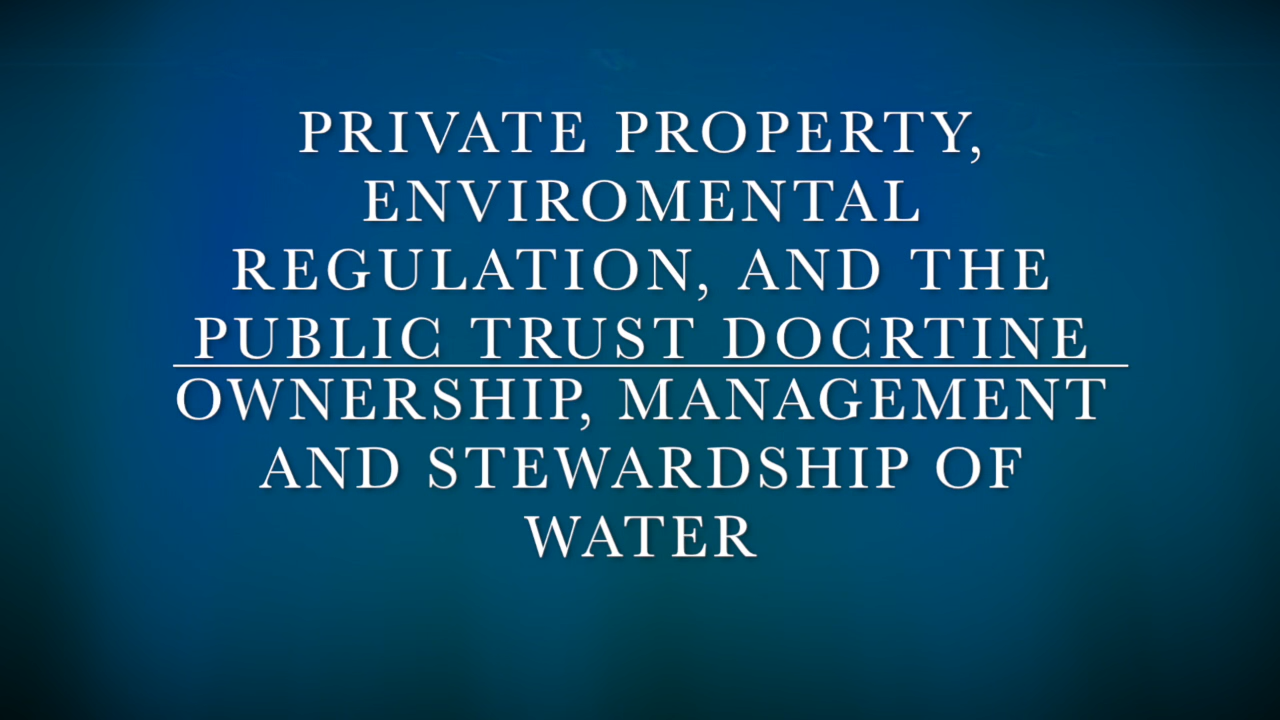 PRIVATE PROPERTY,
ENVIROMENTAL
REGULATION, AND THE
PUBLIC TRUST DOCRTINE
OWNERSHIP, MANAGEMENT
AND STEWARDSHIP OF
WATER